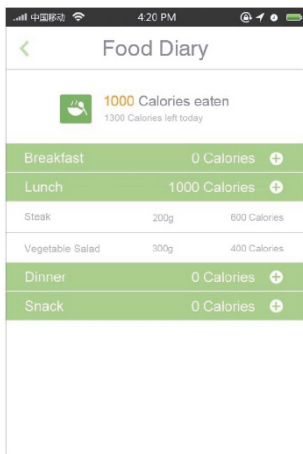 中国移动 4:20 PM
Food Diary
1000 Calories eaten
1300 Calories left today
Breakfast 0 Calories
Lunch 1000 Calories
Steak 200g 600 Calories
Vegetable Salad 300g 400 Calories
Dinner 0 Calories
Snack 0 Calories